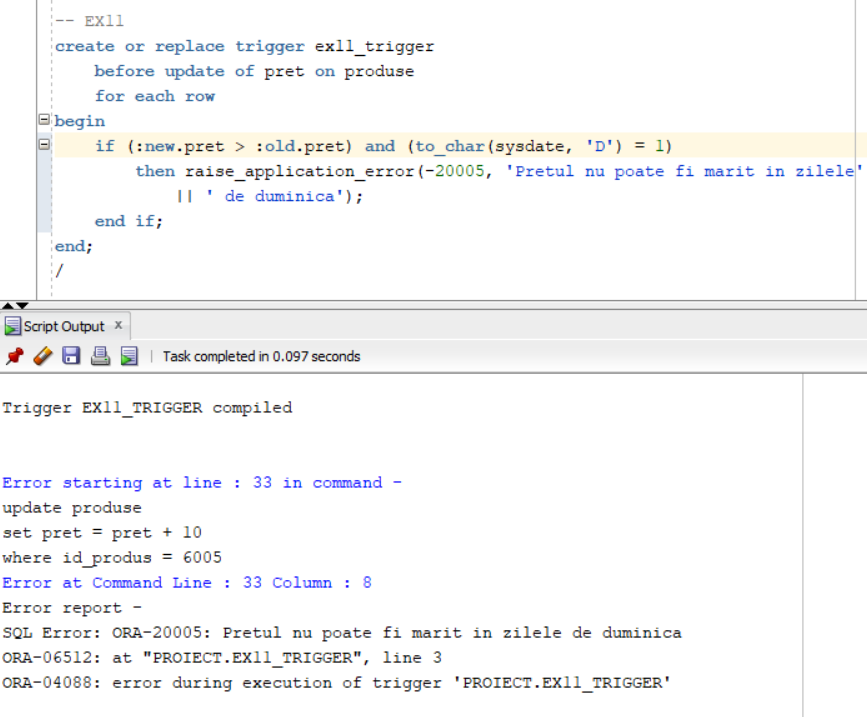 -- EX11
create or replace trigger ex11_trigger
before update of pret on produse
for each row
begin
if (:new.pret > :old.pret) and (to_char(sysdate, 'D') = 1)
then raise_application_error(-20005, 'Pretul nu poate fi marit in zilele'
|| ' de duminica');
end if;
end;
/
Script Output x
Task completed in 0.097 seconds
Trigger EX11_TRIGGER compiled
Error starting at line : 33 in command -
update produse
set pret = pret + 10
where id_produs = 6005
Error at Command Line : 33 Column : 8
Error report -
SQL Error: ORA-20005: Pretul nu poate fi marit in zilele de duminica
ORA-06512: at "PROIECT.EX11_TRIGGER", line 3
ORA-04088: error during execution of trigger 'PROIECT.EX11_TRIGGER'